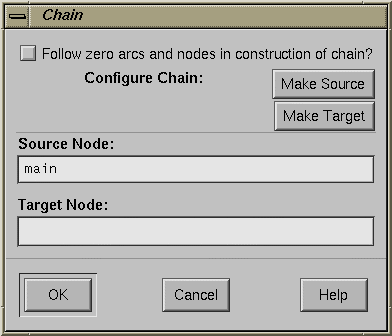 Chain
Follow zero arcs and nodes in construction of chain?
Configure Chain:
Make Source
Make Target
Source Node:
main
Target Node:
OK
Cancel
Help